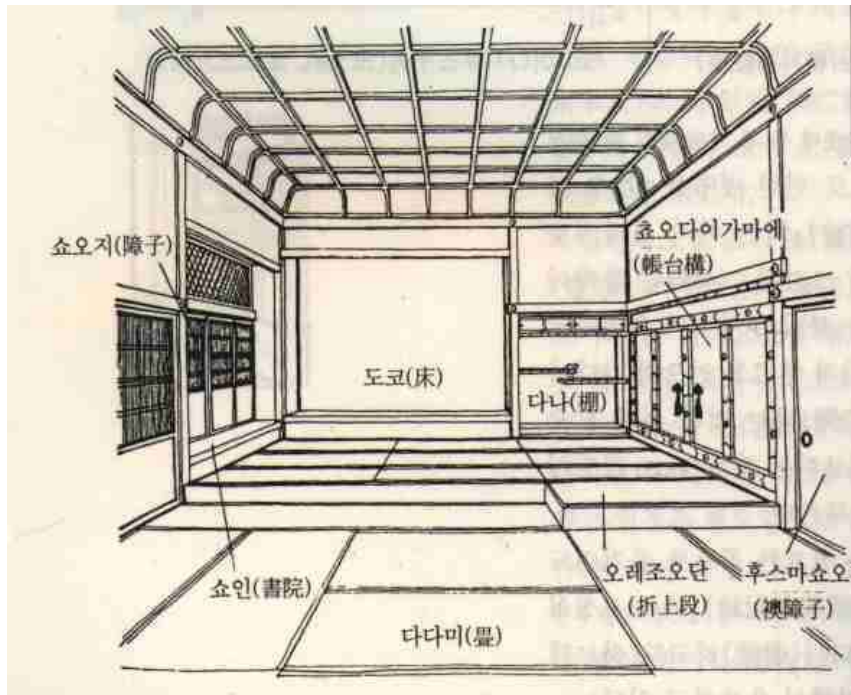 쇼오지(障子)
쵸오다이가마에
(帳台構)
도코(床)
다나(棚)
쇼인(書院)
오레조오단
(折上段)
후스마쇼오
(襖障子)
다다미(畳)